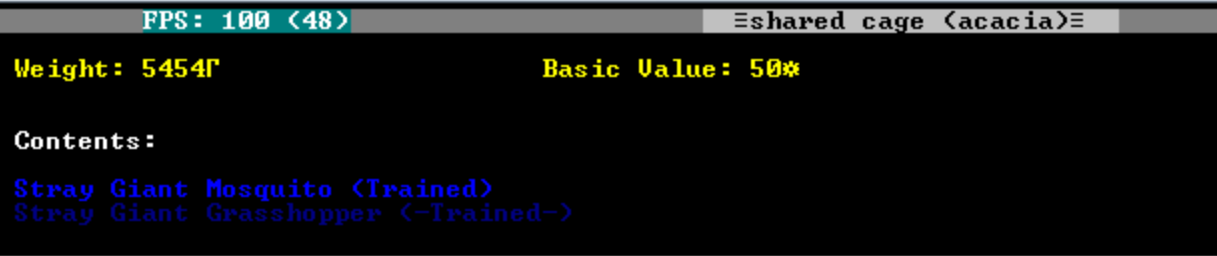 FPS: 100 (48) ≡shared cage (acacia)≡
Weight: 5454Γ Basic Value: 50☼
Contents:
Stray Giant Mosquito (Trained)
Stray Giant Grasshopper (-Trained-)